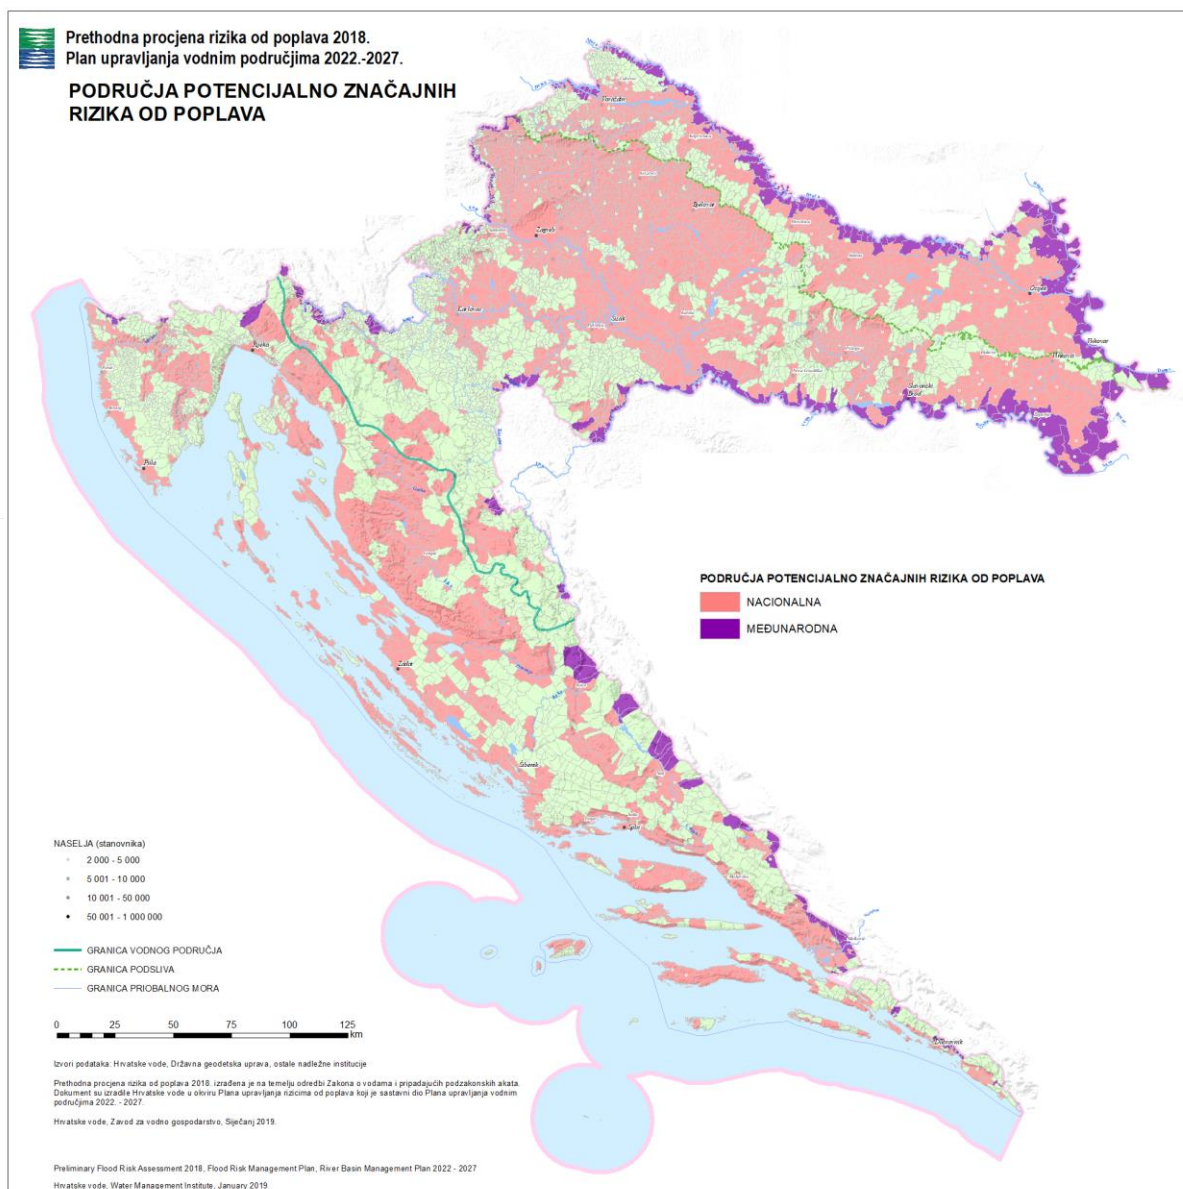 Prethodna procjena rizika od poplava 2018.
Plan upravljanja vodnim područjima 2022.-2027.
PODRUČJA POTENCIJALNO ZNAČAJNIH
RIZIKA OD POPLAVA
Varaždin
Bjelovar
Zagreb
Osijek
Karlovac
Sisak
Rijeka
Vukovar
Vinkovci
Slavonski
Brod
Pula
PODRUČJA POTENCIJALNO ZNAČAJNIH RIZIKA OD POPLAVA
NACIONALNA
MEĐUNARODNA
Zadar
Šibenik
Split
Dubrovnik
NASELJA (stanovnika)
2 000 - 5 000
5 001 - 10 000
10 001 - 50 000
50 001 - 1 000 000
GRANICA VODNOG PODRUČJA
GRANICA PODSLIVA
GRANICA PRIOBALNOG MORA
0 25 50 75 100 125
km
Izvori podataka: Hrvatske vode, Državna geodetska uprava, ostale nadležne institucije
Prethodna procjena rizika od poplava 2018. izrađena je na temelju odredbi Zakona o vodama i pripadajućih podzakonskih akata.
Dokument su izradile Hrvatske vode u okviru Plana upravljanja rizicima od poplava koji je sastavni dio Plana upravljanja vodnim
područjima 2022. - 2027.
Hrvatske vode, Zavod za vodno gospodarstvo, Siječanj 2019.
Preliminary Flood Risk Assessment 2018, Flood Risk Management Plan, River Basin Management Plan 2022 - 2027
Hrvatske vode, Water Management Institute, January 2019